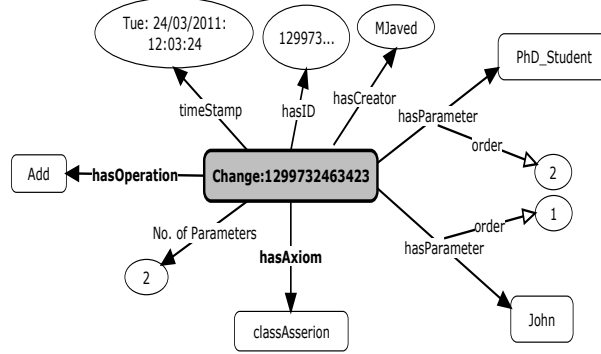 Tue: 24/03/2011:
12:03:24
129973...
MJaved
PhD_Student
timeStamp
hasID
hasCreator
hasParameter
order
Add
hasOperation
Change:1299732463423
2
1
No. of Parameters
order
hasParameter
hasAxiom
2
John
classAsserion